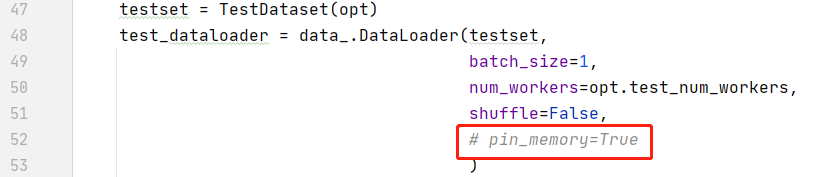 47 testset = TestDataset(opt)
48 test_dataloader = data_.DataLoader(testset,
49 batch_size=1,
50 num_workers=opt.test_num_workers,
51 shuffle=False,
52 # pin_memory=True
53 )